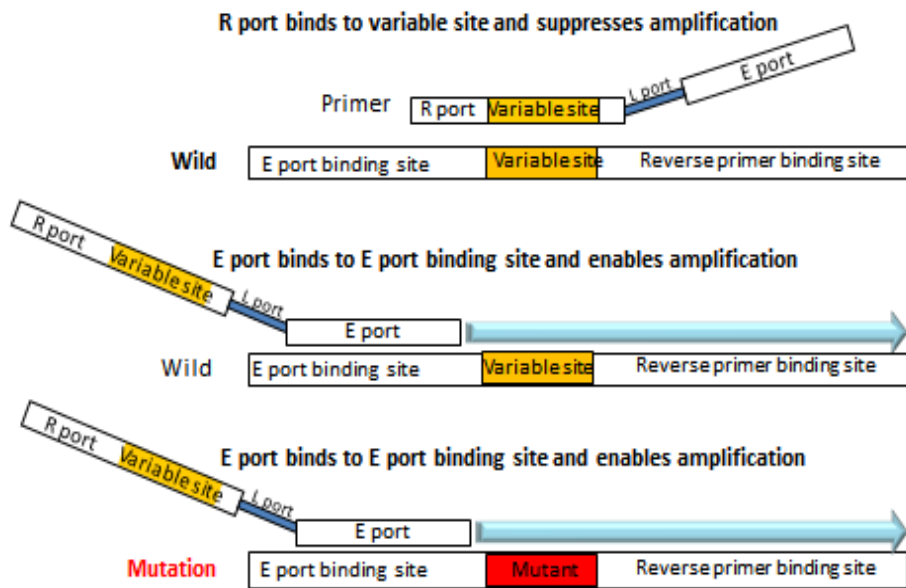 R port binds to variable site and suppresses amplification
L port
E port
Primer
R port
Variable site
Wild
E port binding site
Variable site
Reverse primer binding site
R port
Variable site
L port
E port binds to E port binding site and enables amplification
E port
Wild
E port binding site
Variable site
Reverse primer binding site
R port
Variable site
L port
E port binds to E port binding site and enables amplification
E port
Mutation
E port binding site
Mutant
Reverse primer binding site